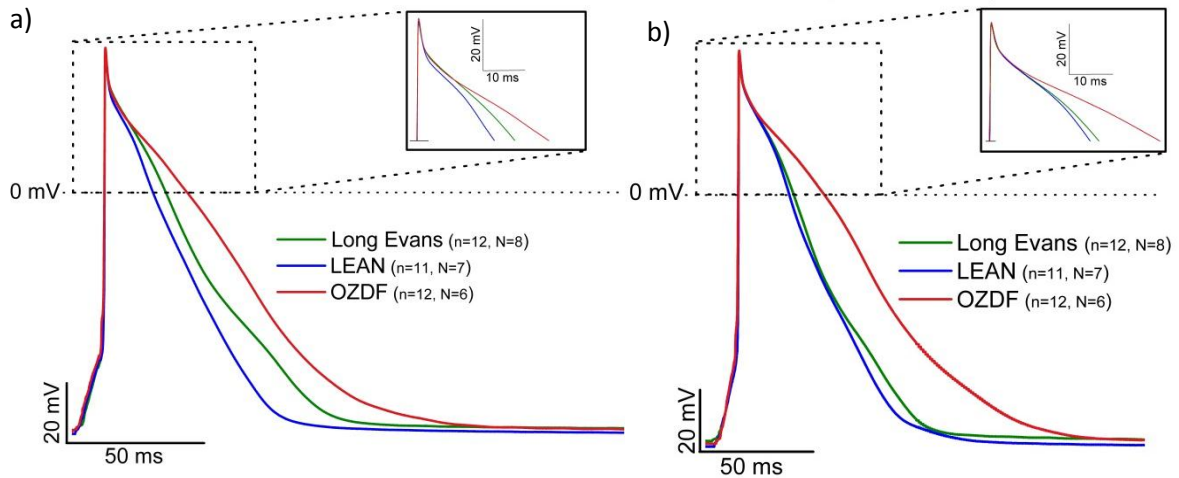 a)
20 mV
10 ms
0 mV
Long Evans (n=12, N=8)
LEAN (n=11, N=7)
OZDF (n=12, N=6)
20 mV
50 ms
b)
20 mV
10 ms
0 mV
Long Evans (n=12, N=8)
LEAN (n=11, N=7)
OZDF (n=12, N=6)
20 mV
50 ms